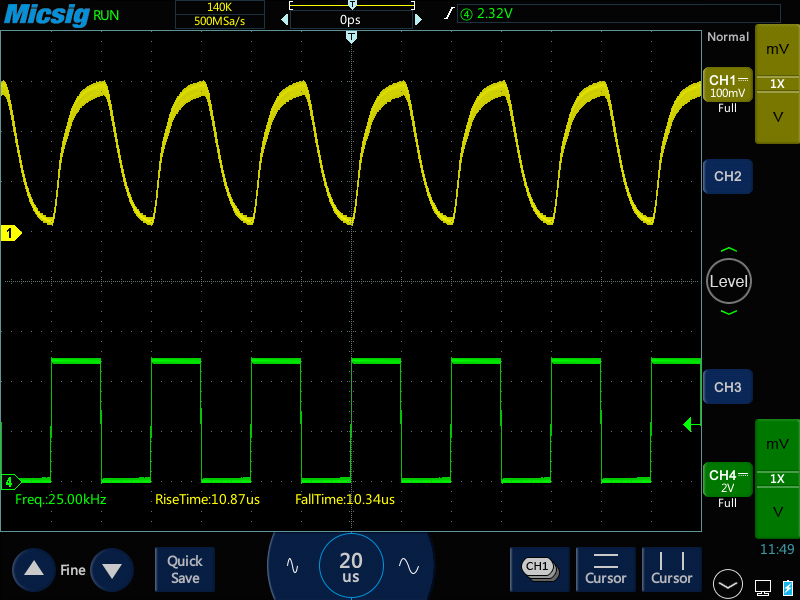 Micsig RUN
140K
500MSa/s
T
0ps
4 2.32V
T
Normal
mV
CH1
100mV
1X
Full
V
CH2
1
Level
CH3
4
mV
CH4
2V
1X
Full
V
Freq.:25.00kHz RiseTime:10.87us FallTime:10.34us
11:49
Fine
Quick
Save
20
us
CH1
Cursor
Cursor